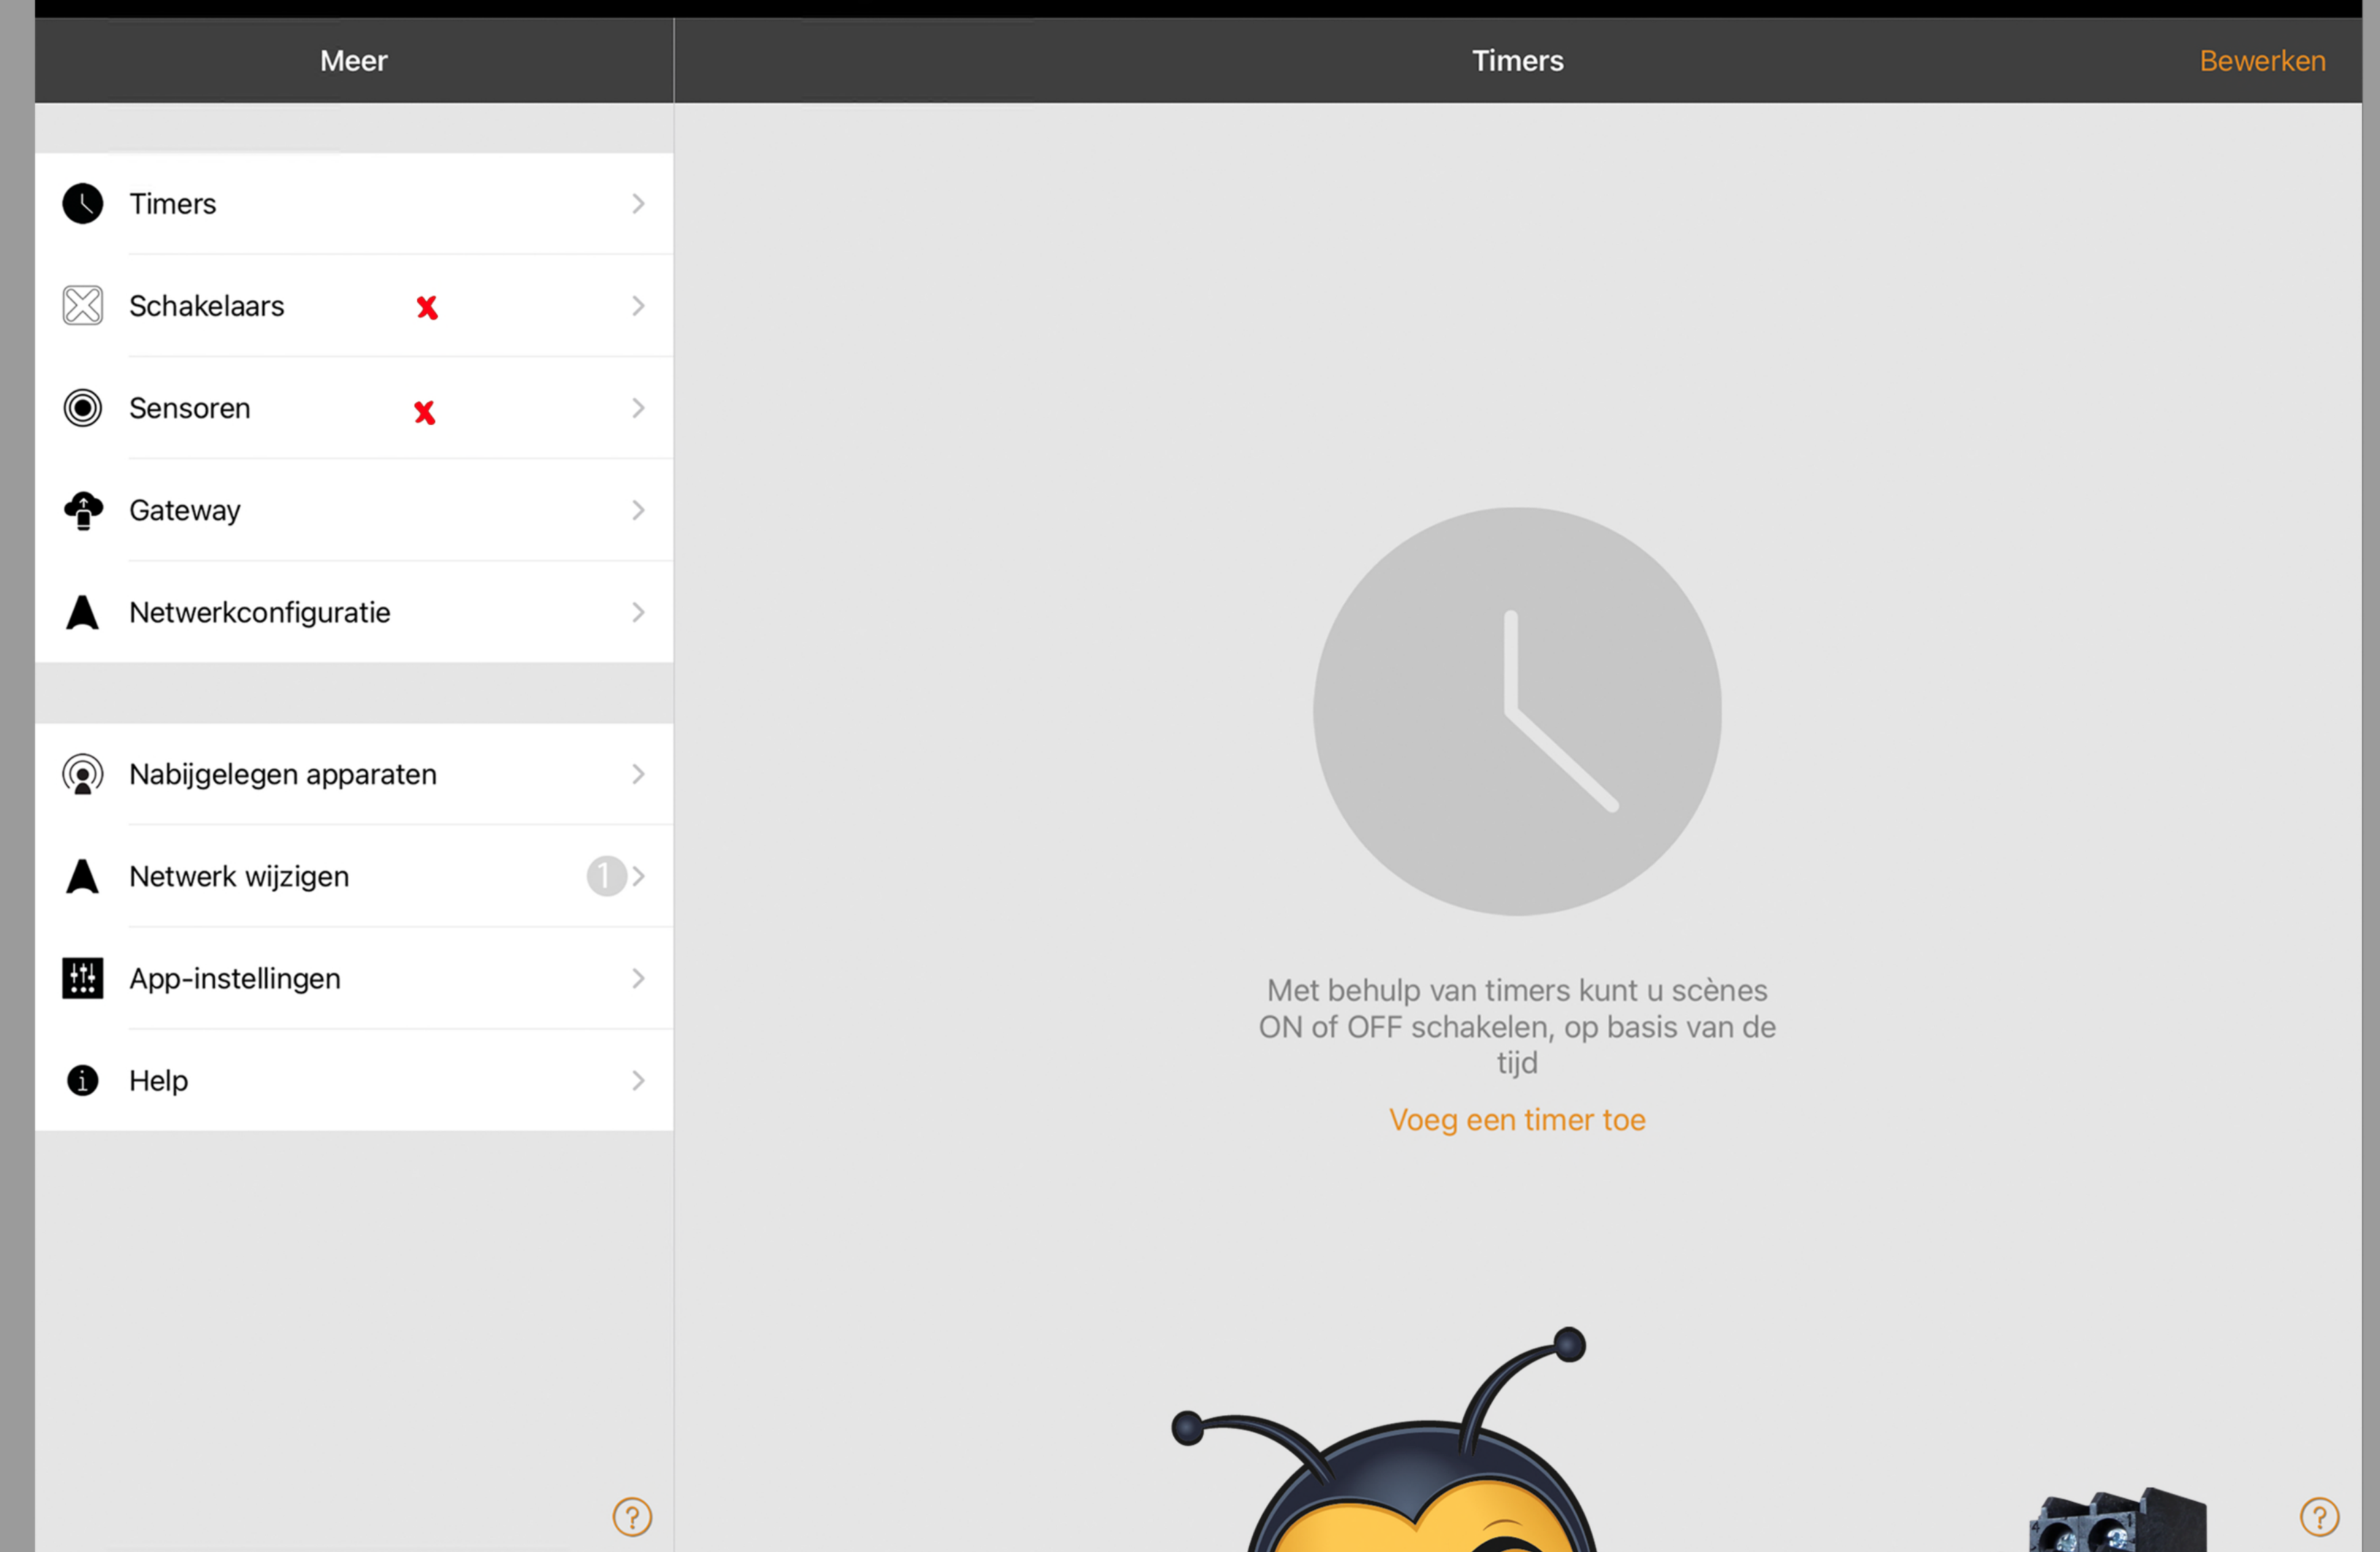 Meer
Timers
Bewerken
Timers
Schakelaars
Sensoren
Gateway
Netwerkconfiguratie
Nabijgelegen apparaten
Netwerk wijzigen
1
App-instellingen
Help
Met behulp van timers kunt u scènes
ON of OFF schakelen, op basis van de
tijd
Voeg een timer toe
?
?